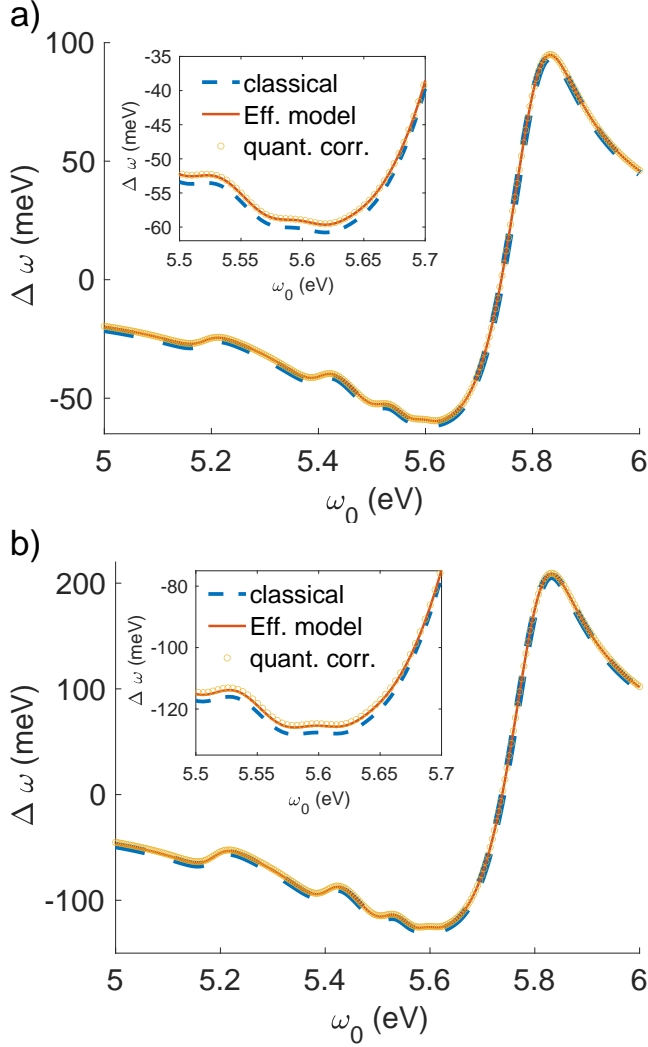 a)
100
50
0
-50
Δ ω (meV)
5
5.2
5.4
5.6
5.8
6
ω₀ (eV)
-35
-40
-45
-50
-55
-60
Δ ω (meV)
classical
Eff. model
quant. corr.
5.5
5.55
5.6
5.65
5.7
ω₀ (eV)
b)
200
100
0
-100
Δ ω (meV)
5
5.2
5.4
5.6
5.8
6
ω₀ (eV)
-80
-100
-120
Δ ω (meV)
classical
Eff. model
quant. corr.
5.5
5.55
5.6
5.65
5.7
ω₀ (eV)